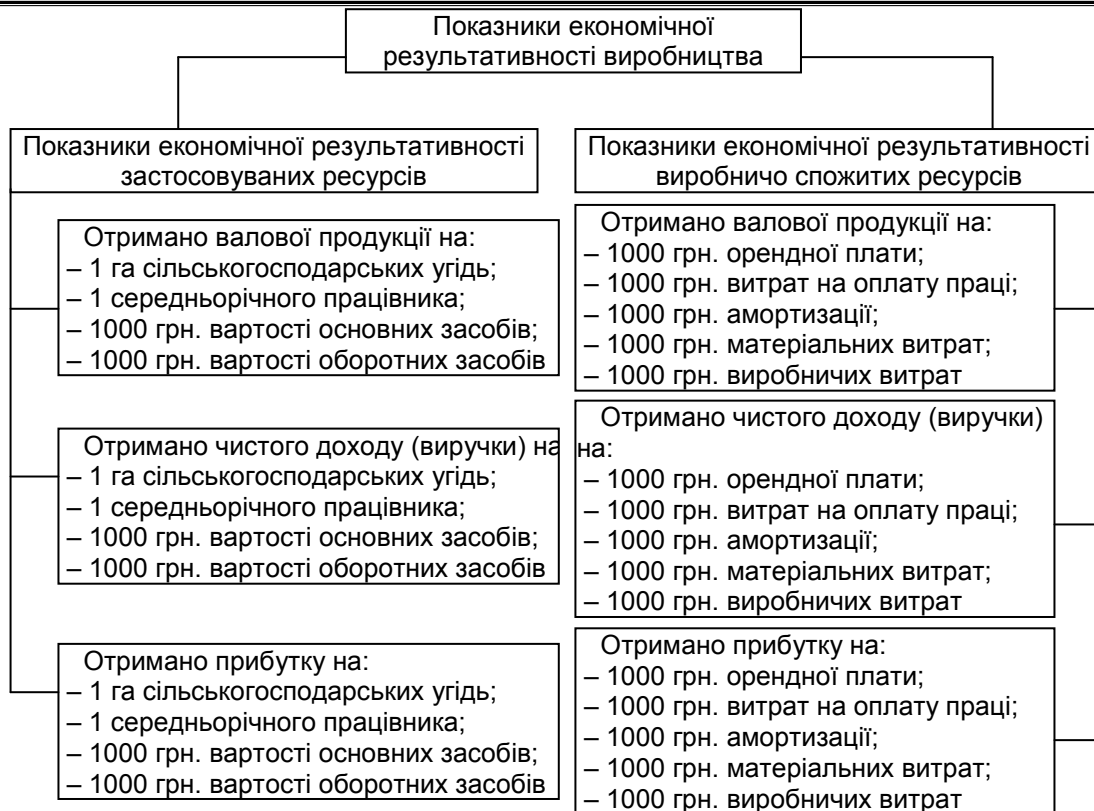 Показники економічної
результативності виробництва
Показники економічної результативності
застосовуваних ресурсів
Отримано валової продукції на:
– 1 га сільськогосподарських угідь;
– 1 середньорічного працівника;
– 1000 грн. вартості основних засобів;
– 1000 грн. вартості оборотних засобів
Отримано чистого доходу (виручки) на
– 1 га сільськогосподарських угідь;
– 1 середньорічного працівника;
– 1000 грн. вартості основних засобів;
– 1000 грн. вартості оборотних засобів
Отримано прибутку на:
– 1 га сільськогосподарських угідь;
– 1 середньорічного працівника;
– 1000 грн. вартості основних засобів;
– 1000 грн. вартості оборотних засобів
Показники економічної результативності
виробничо спожитих ресурсів
Отримано валової продукції на:
– 1000 грн. орендної плати;
– 1000 грн. витрат на оплату праці;
– 1000 грн. амортизації;
– 1000 грн. матеріальних витрат;
– 1000 грн. виробничих витрат
Отримано чистого доходу (виручки)
на:
– 1000 грн. орендної плати;
– 1000 грн. витрат на оплату праці;
– 1000 грн. амортизації;
– 1000 грн. матеріальних витрат;
– 1000 грн. виробничих витрат
Отримано прибутку на:
– 1000 грн. орендної плати;
– 1000 грн. витрат на оплату праці;
– 1000 грн. амортизації;
– 1000 грн. матеріальних витрат;
– 1000 грн. виробничих витрат